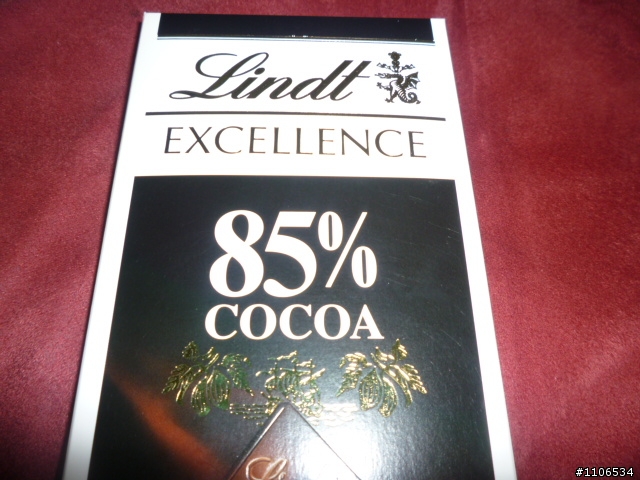 Lindt
EXCELLENCE
85%
COCOA
#1106534